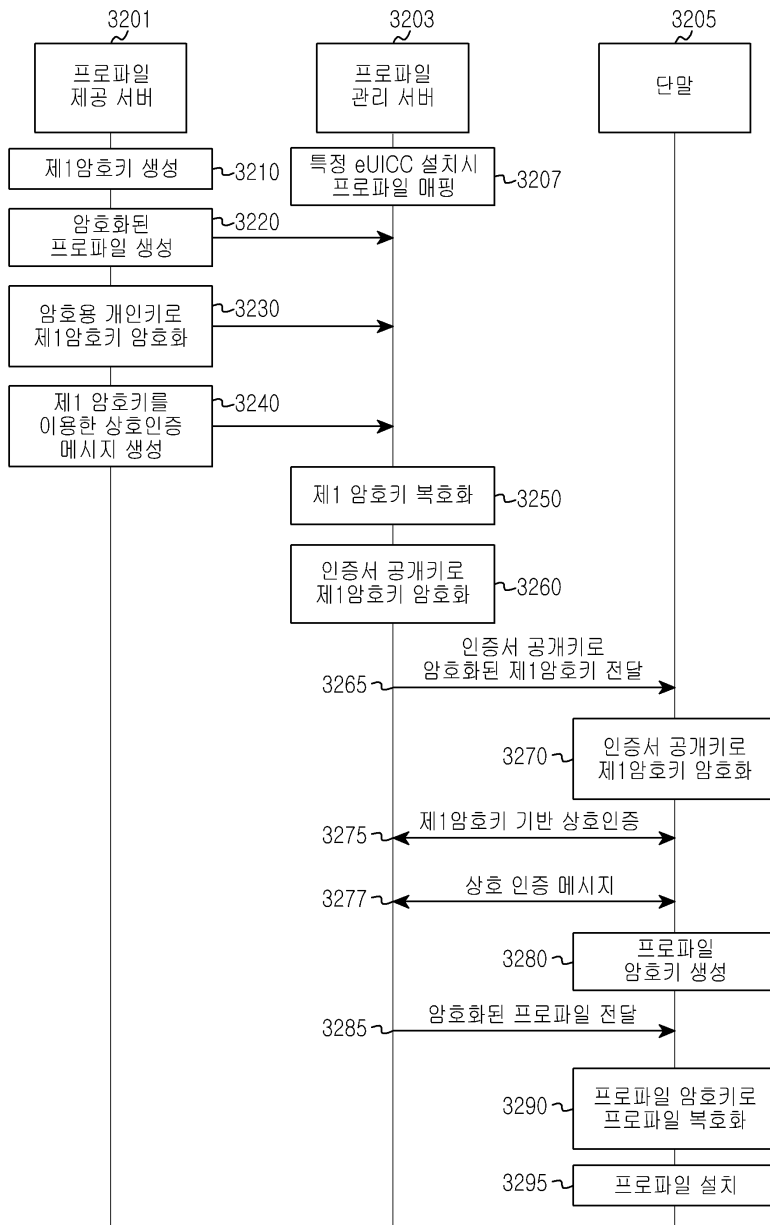 3201
3203
3205
프로파일
제공 서버
프로파일
관리 서버
단말
제1암호키 생성
3210
특정 eUICC 설치시
프로파일 매핑
3207
암호화된
프로파일 생성
3220
암호용 개인키로
제1암호키 암호화
3230
제1 암호키를
이용한 상호인증
메시지 생성
3240
제1 암호키 복호화
3250
인증서 공개키로
제1암호키 암호화
3260
인증서 공개키로
암호화된 제1암호키 전달
3265
3270
인증서 공개키로
제1암호키 암호화
제1암호키 기반 상호인증
3275
상호 인증 메시지
3277
3280
프로파일
암호키 생성
암호화된 프로파일 전달
3285
3290
프로파일 암호키로
프로파일 복호화
3295
프로파일 설치